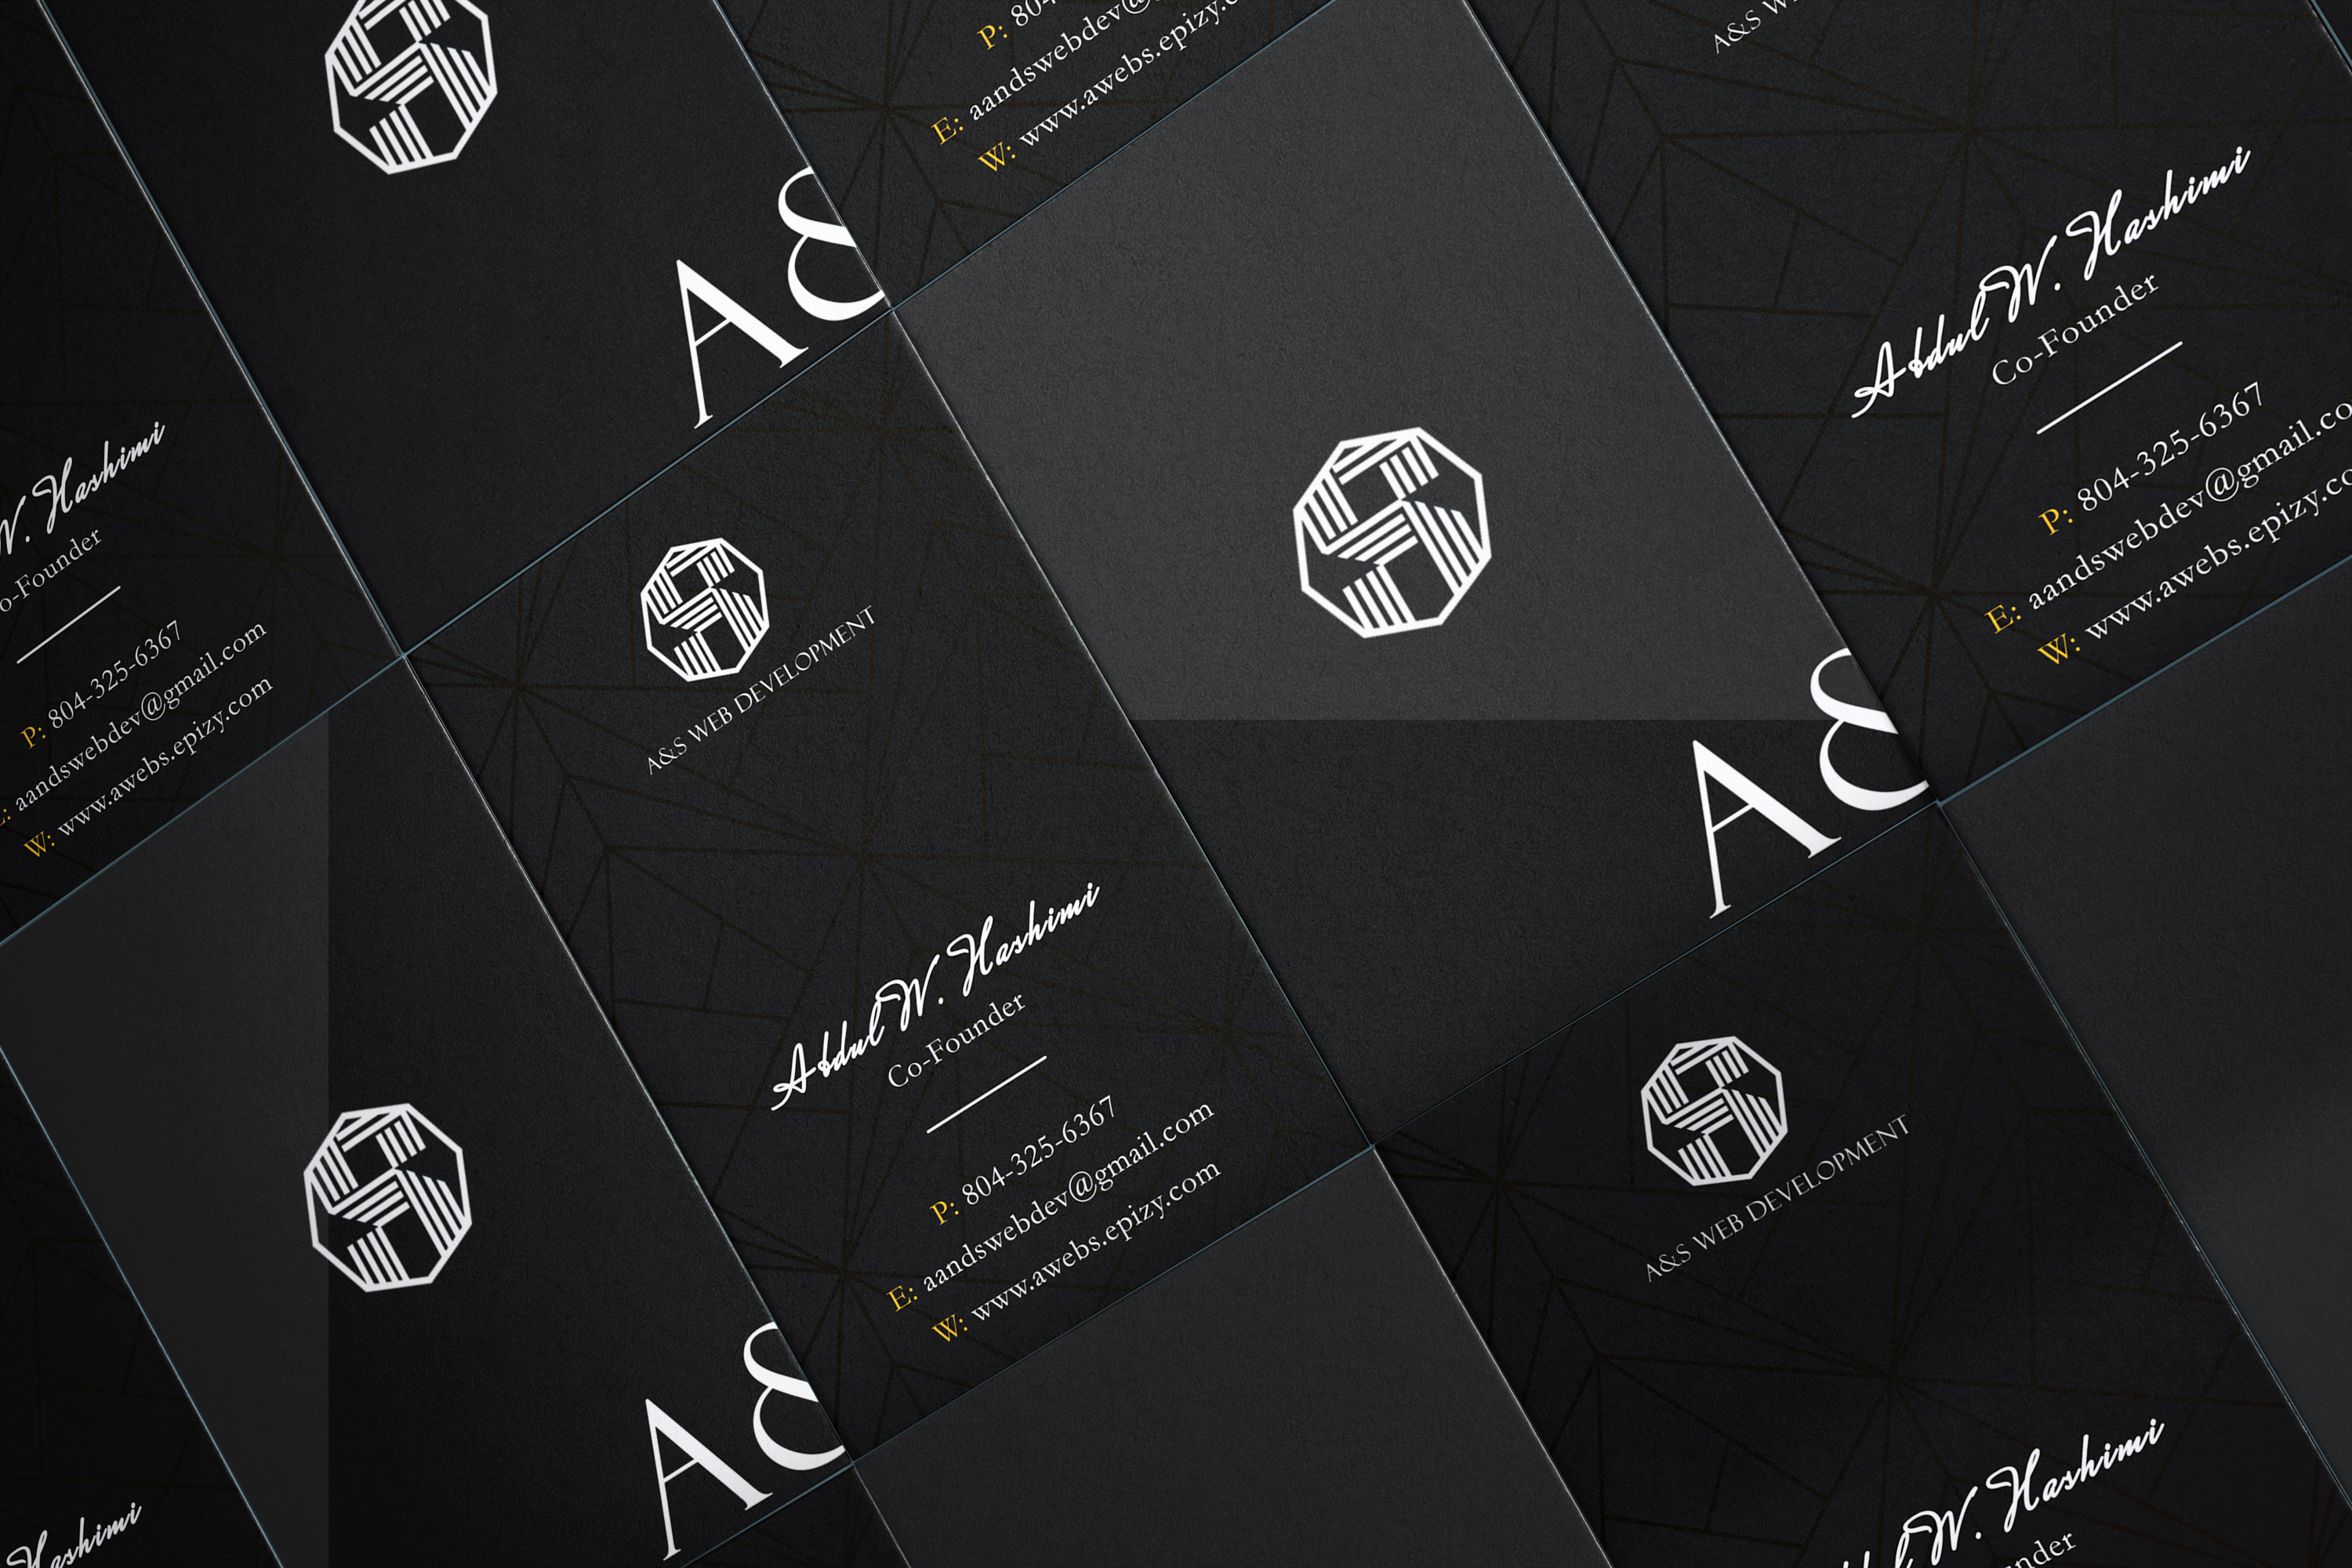 P: 804
E: aandswebdev@
W: www.awebs.epizy.
A&S W
A&
W. Hashimi
o-Founder
P: 804-325-6367
E: aandswebdev@gmail.com
W: www.awebs.epizy.com
A&S WEB DEVELOPMENT
Abdul W. Hashimi
Co-Founder
P: 804-325-6367
E: aandswebdev@gmail.com
W: www.awebs.epizy.com
A&
Abdul W. Hashimi
Co-Founder
P: 804-325-6367
E: aandswebdev@gmail.co
W: www.awebs.epizy.co
A&
A&S WEB DEVELOPMENT
W. Hashimi
nder
Hashimi